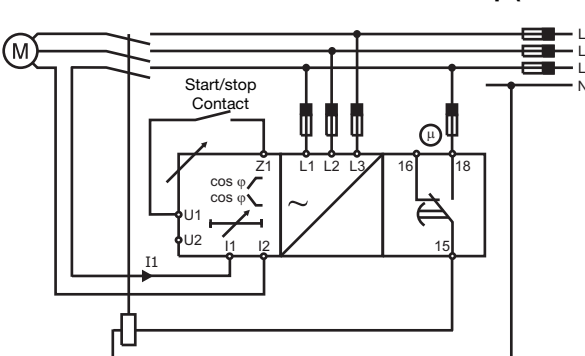 L
L
M
L
N
Start/stop
Contact
μ
Z1
L1
L2
L3
16
18
cos φ
cos φ
~
U1
U2
I1
I2
15
I1